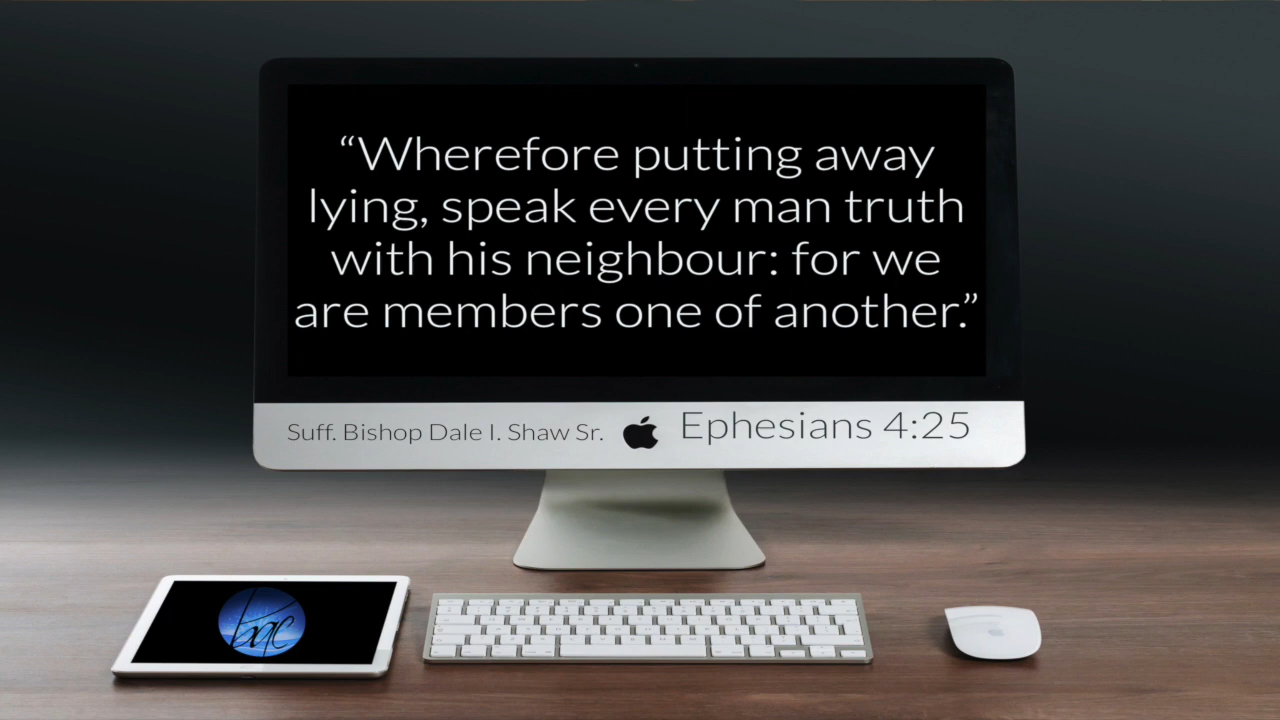 “Wherefore putting away
lying, speak every man truth
with his neighbour: for we
are members one of another.”
Suff. Bishop Dale I. Shaw Sr. Ephesians 4:25